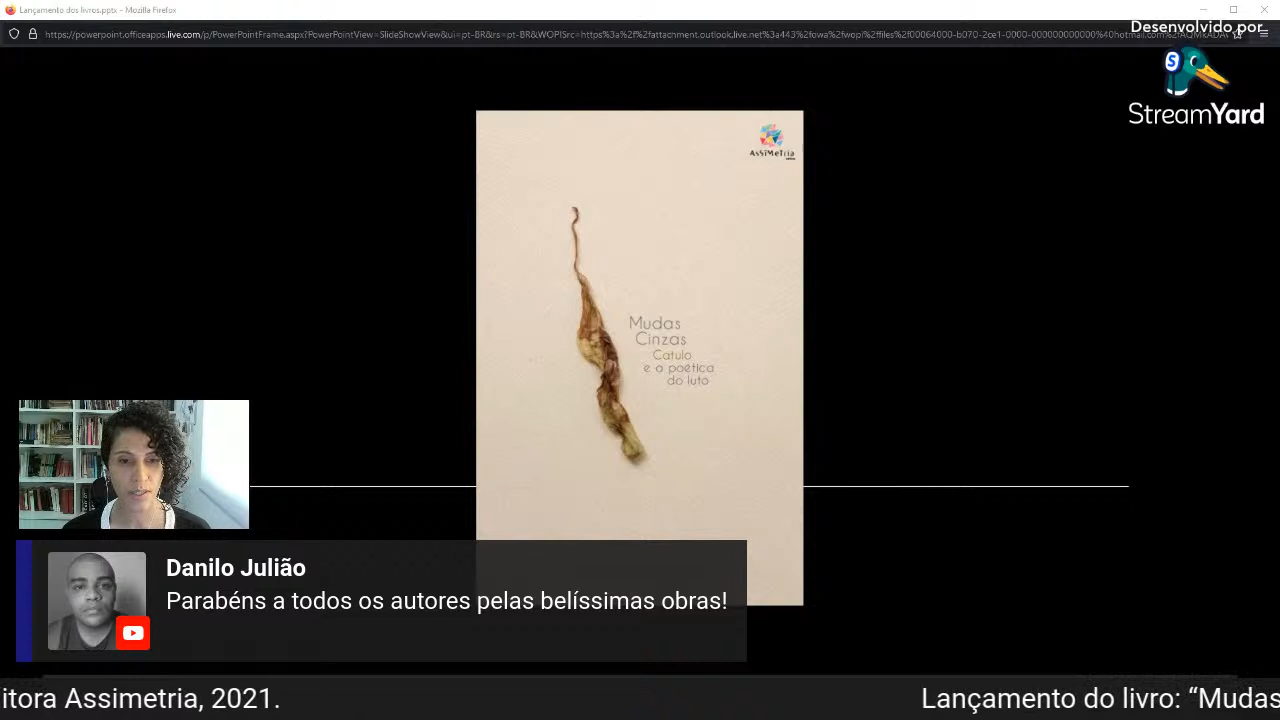 Lançamento dos livros.pptx - Mozilla Firefox
Desenvolvido por
StreamYard
AssiMetria
Mudas
Cinzas
Catulo
e a poética
do luto
Danilo Julião
Parabéns a todos os autores pelas belíssimas obras!
itora Assimetria, 2021.
Lançamento do livro: “Mudas